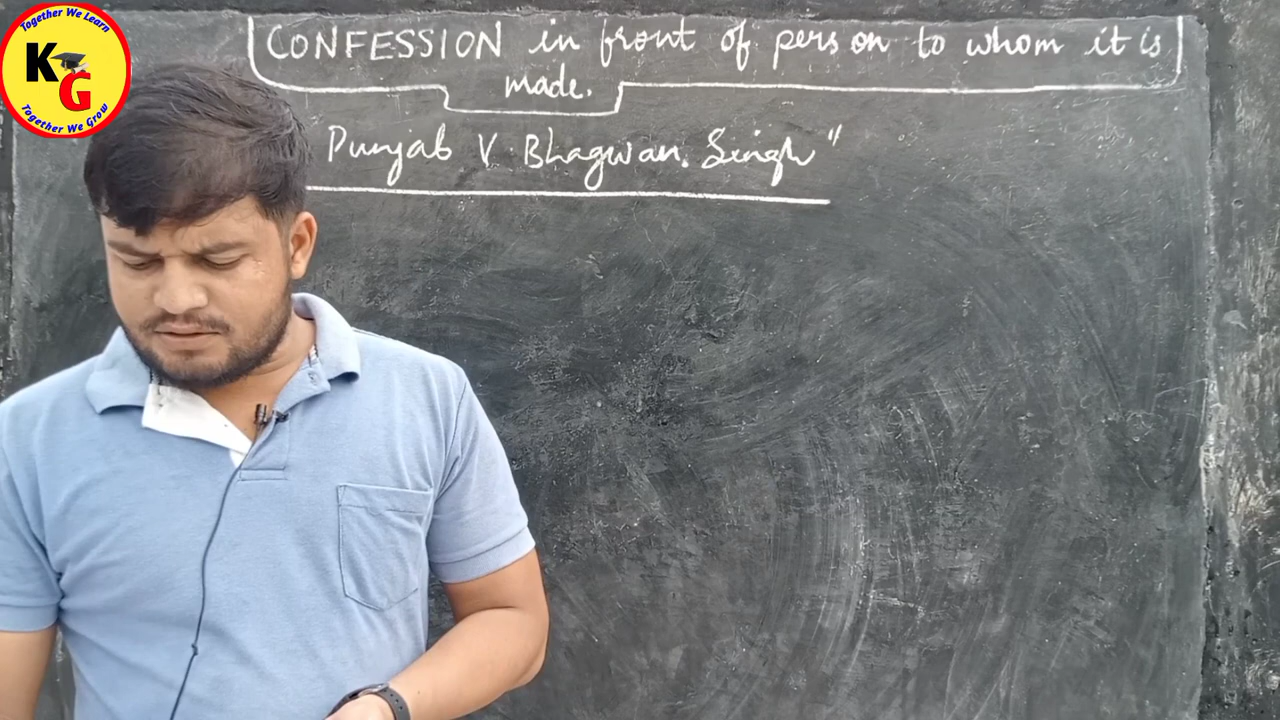 Together We Learn
K
G
Together We Grow
CONFESSION in front of person to whom it is
made.
Punjab V Bhagwan. Singh"